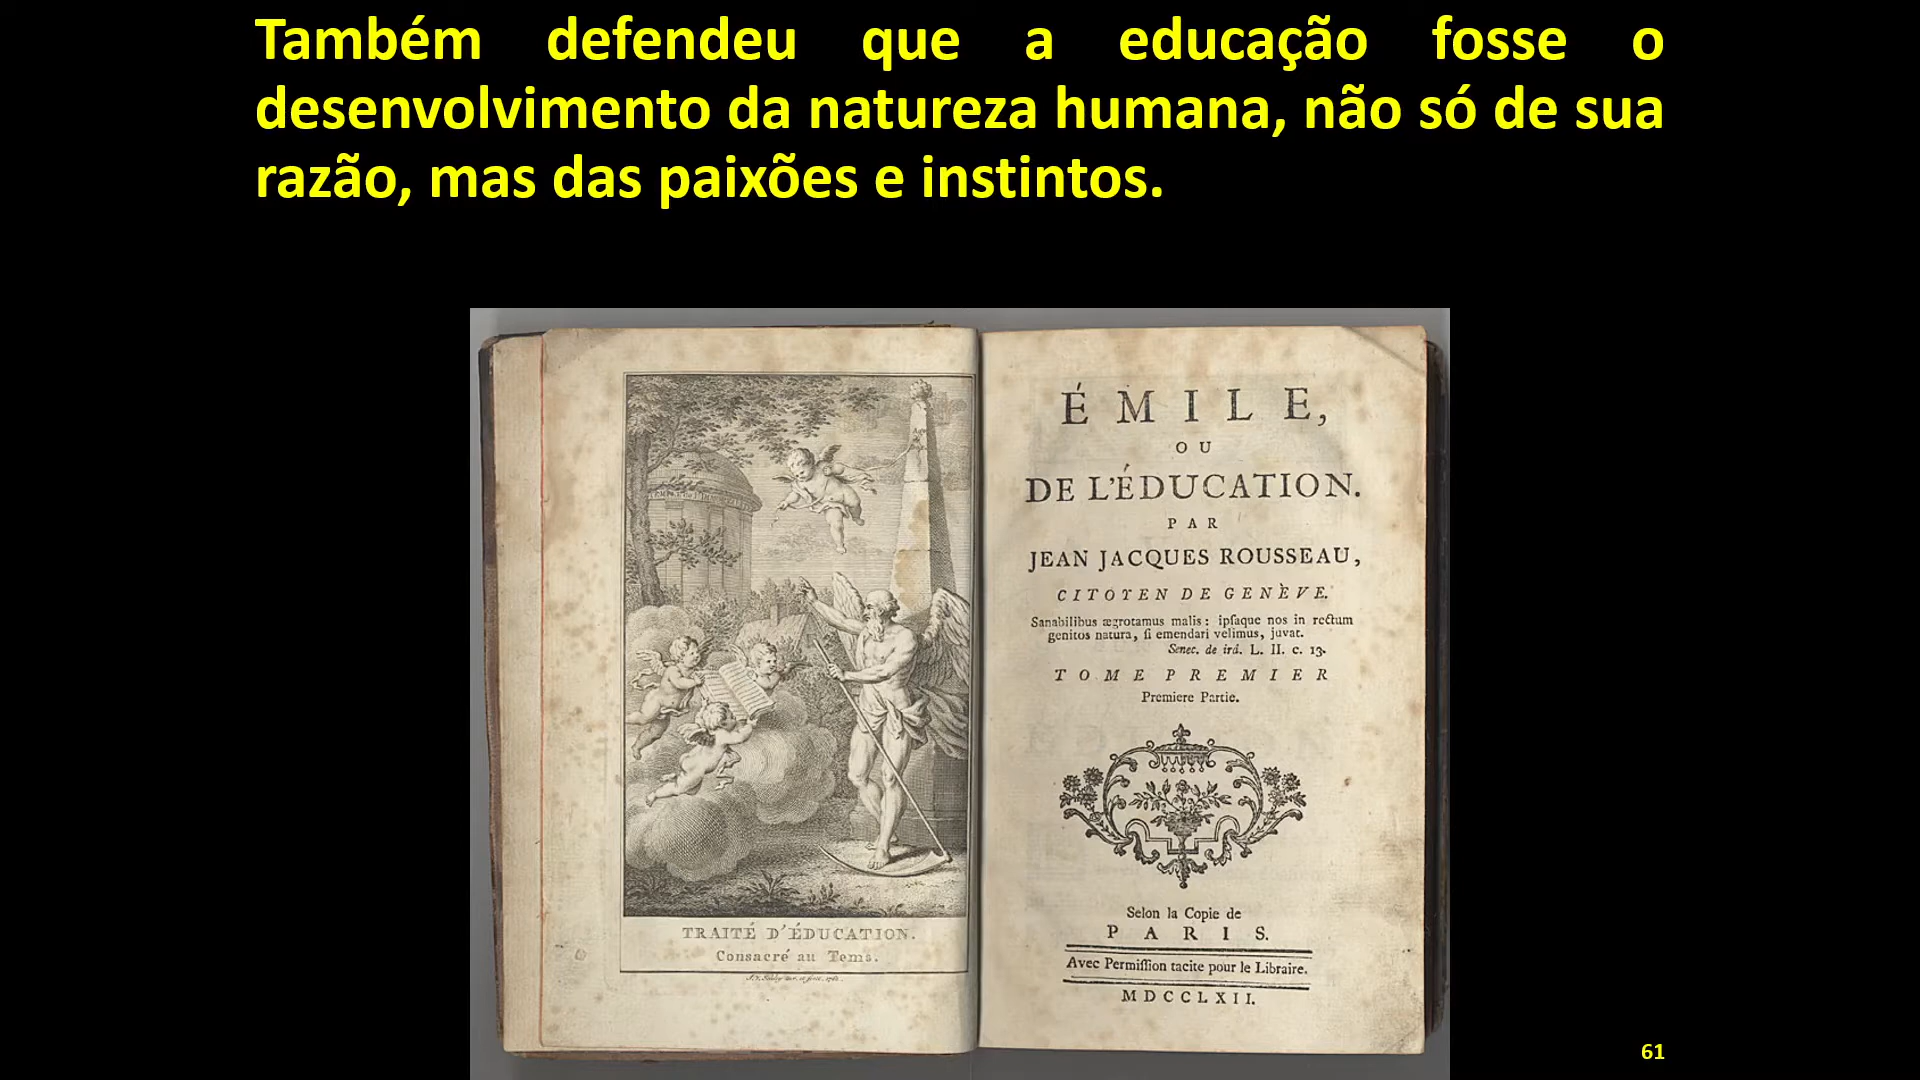 Também defendeu que a educação fosse o
desenvolvimento da natureza humana, não só de sua
razão, mas das paixões e instintos.
TRAITÉ D'ÉDUCATION.
Consacré au Tems.
ÉMILE,
OU
DE L'ÉDUCATION.
PAR
JEAN JACQUES ROUSSEAU,
CITOYEN DE GENÈVE.
Sanabilibus ægrotamus malis: ipſaque nos in rectum
genitos natura, ſi emendari velimus, juvat.
Senec. de irá. L. II. c. 13.
TOME PREMIER
Premiere Partie.
Selon la Copie de
PARIS.
Avec Permiſſion tacite pour le Libraire.
MDCCLXII.
61